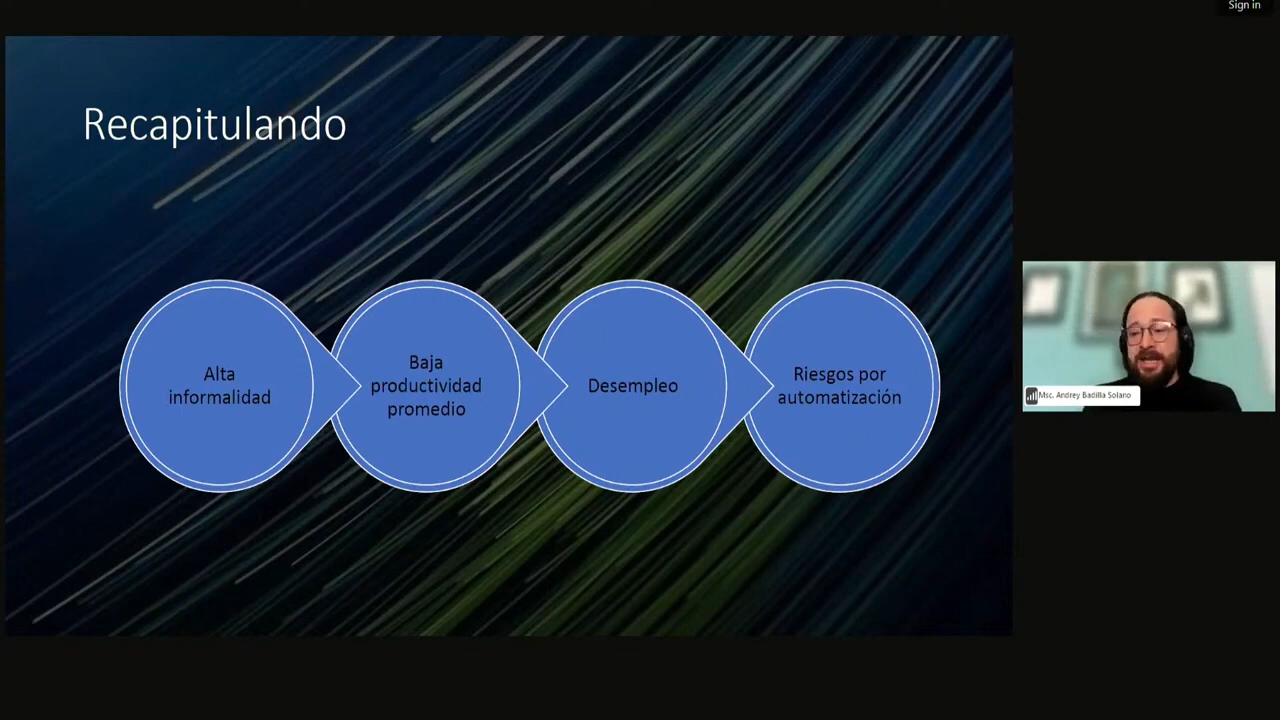 Sign in
Recapitulando
Alta
informalidad
Baja
productividad
promedio
Desempleo
Riesgos por
automatización
Msc. Andrey Badilla Solano